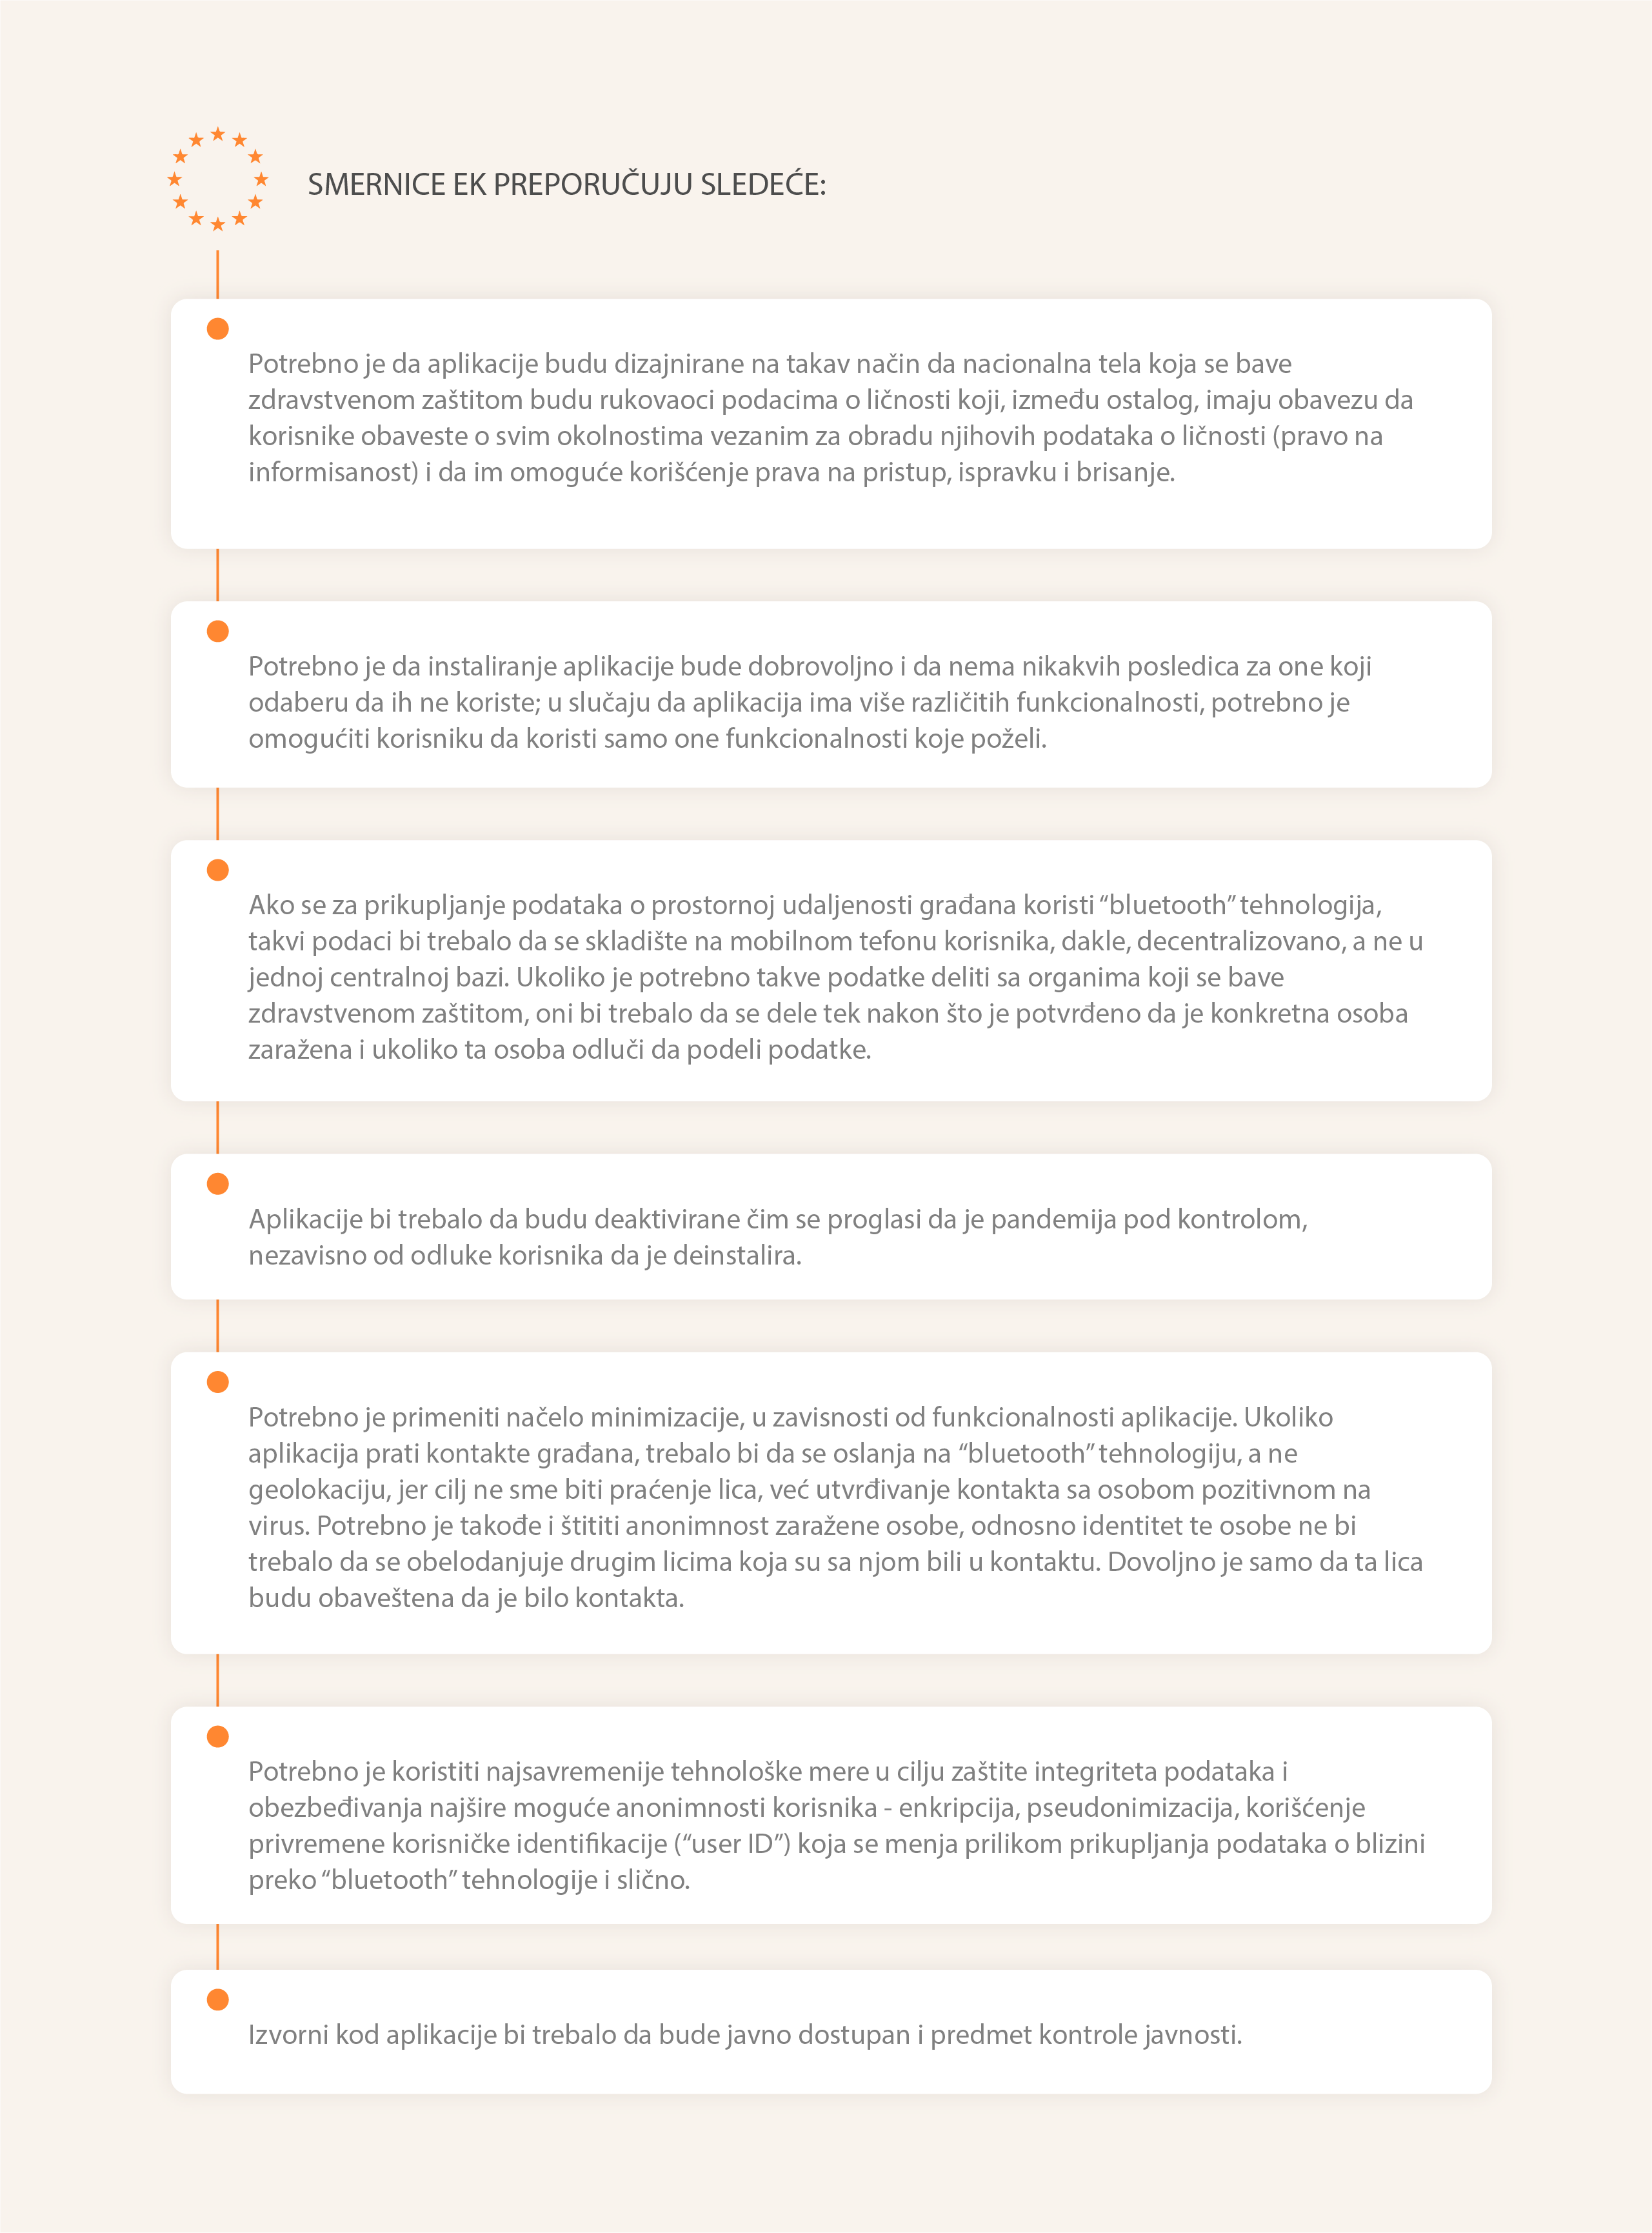 SMERNICE EK PREPORUČUJU SLEDEĆE:
Potrebno je da aplikacije budu dizajnirane na takav način da nacionalna tela koja se bave
zdravstvenom zaštitom budu rukovaoci podacima o ličnosti koji, između ostalog, imaju obavezu da
korisnike obaveste o svim okolnostima vezanim za obradu njihovih podataka o ličnosti (pravo na
informisanost) i da im omoguće korišćenje prava na pristup, ispravku i brisanje.
Potrebno je da instaliranje aplikacije bude dobrovoljno i da nema nikakvih posledica za one koji
odaberu da ih ne koriste; u slučaju da aplikacija ima više različitih funkcionalnosti, potrebno je
omogućiti korisniku da koristi samo one funkcionalnosti koje poželi.
Ako se za prikupljanje podataka o prostornoj udaljenosti građana koristi “bluetooth” tehnologija,
takvi podaci bi trebalo da se skladište na mobilnom tefonu korisnika, dakle, decentralizovano, a ne u
jednoj centralnoj bazi. Ukoliko je potrebno takve podatke deliti sa organima koji se bave
zdravstvenom zaštitom, oni bi trebalo da se dele tek nakon što je potvrđeno da je konkretna osoba
zaražena i ukoliko ta osoba odluči da podeli podatke.
Aplikacije bi trebalo da budu deaktivirane čim se proglasi da je pandemija pod kontrolom,
nezavisno od odluke korisnika da je deinstalira.
Potrebno je primeniti načelo minimizacije, u zavisnosti od funkcionalnosti aplikacije. Ukoliko
aplikacija prati kontakte građana, trebalo bi da se oslanja na “bluetooth” tehnologiju, a ne
geolokaciju, jer cilj ne sme biti praćenje lica, već utvrđivanje kontakta sa osobom pozitivnom na
virus. Potrebno je takođe i štititi anonimnost zaražene osobe, odnosno identitet te osobe ne bi
trebalo da se obelodanjuje drugim licima koja su sa njom bili u kontaktu. Dovoljno je samo da ta lica
budu obaveštena da je bilo kontakta.
Potrebno je koristiti najsavremenije tehnološke mere u cilju zaštite integriteta podataka i
obezbeđivanja najšire moguće anonimnosti korisnika - enkripcija, pseudonimizacija, korišćenje
privremene korisničke identifikacije (“user ID”) koja se menja prilikom prikupljanja podataka o blizini
preko “bluetooth” tehnologije i slično.
Izvorni kod aplikacije bi trebalo da bude javno dostupan i predmet kontrole javnosti.